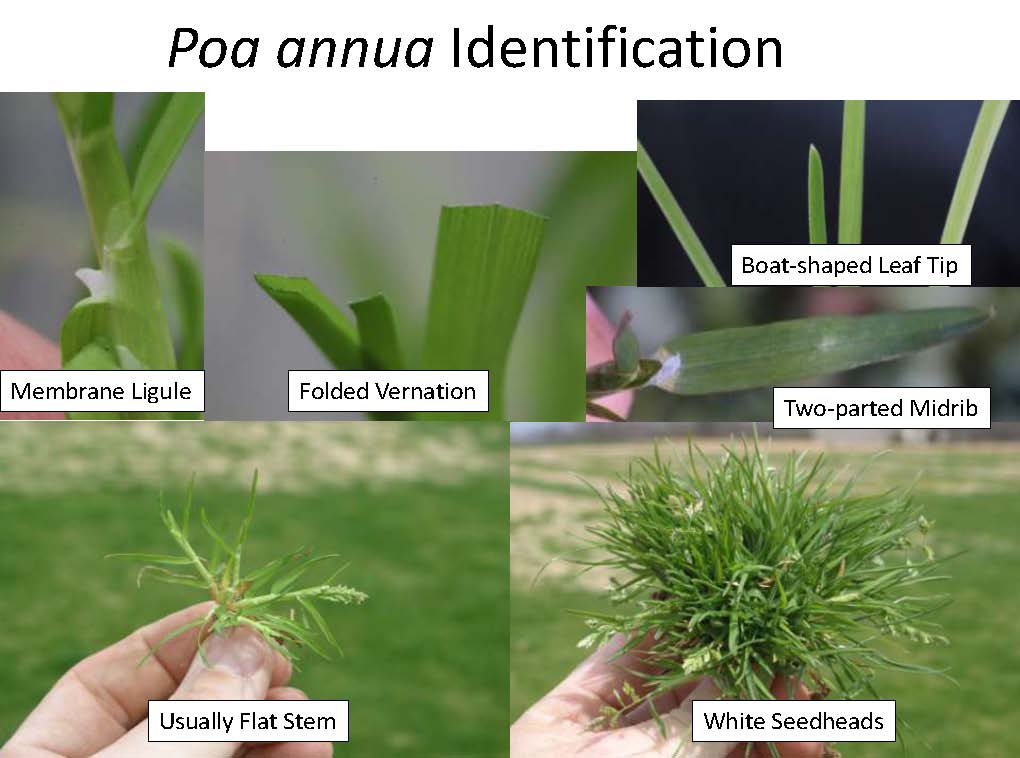 Poa annua Identification
Boat-shaped Leaf Tip
Membrane Ligule
Folded Vernation
Two-parted Midrib
Usually Flat Stem
White Seedheads